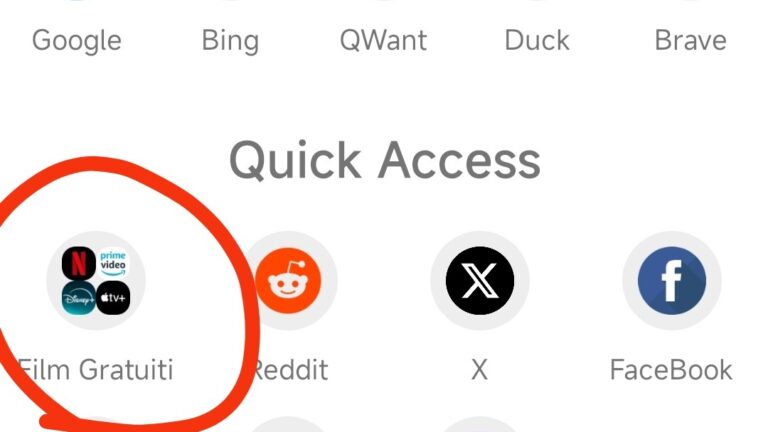 Google Bing QWant Duck Brave
Quick Access
N prime video
Disney+ tv+
Film Gratuiti Reddit X FaceBook